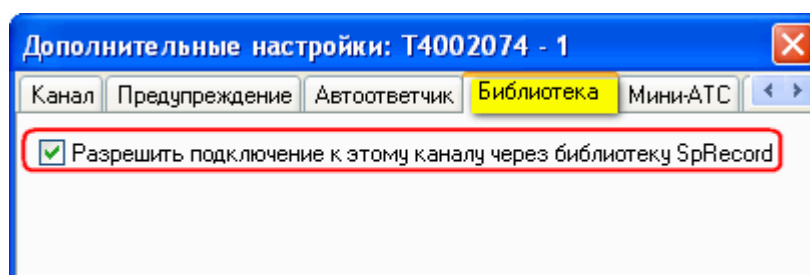 Дополнительные настройки: T4002074 - 1
Канал Предупреждение Автоответчик Библиотека Мини-АТС
Разрешить подключение к этому каналу через библиотеку SpRecord